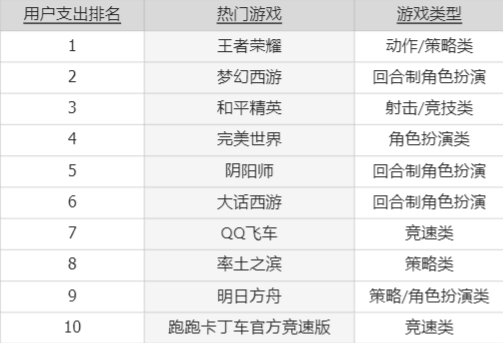 用户支出排名 热门游戏 游戏类型
1 王者荣耀 动作/策略类
2 梦幻西游 回合制角色扮演
3 和平精英 射击/竞技类
4 完美世界 角色扮演类
5 阴阳师 回合制角色扮演
6 大话西游 回合制角色扮演
7 QQ飞车 竞速类
8 率土之滨 策略类
9 明日方舟 策略/角色扮演类
10 跑跑卡丁车官方竞速版 竞速类